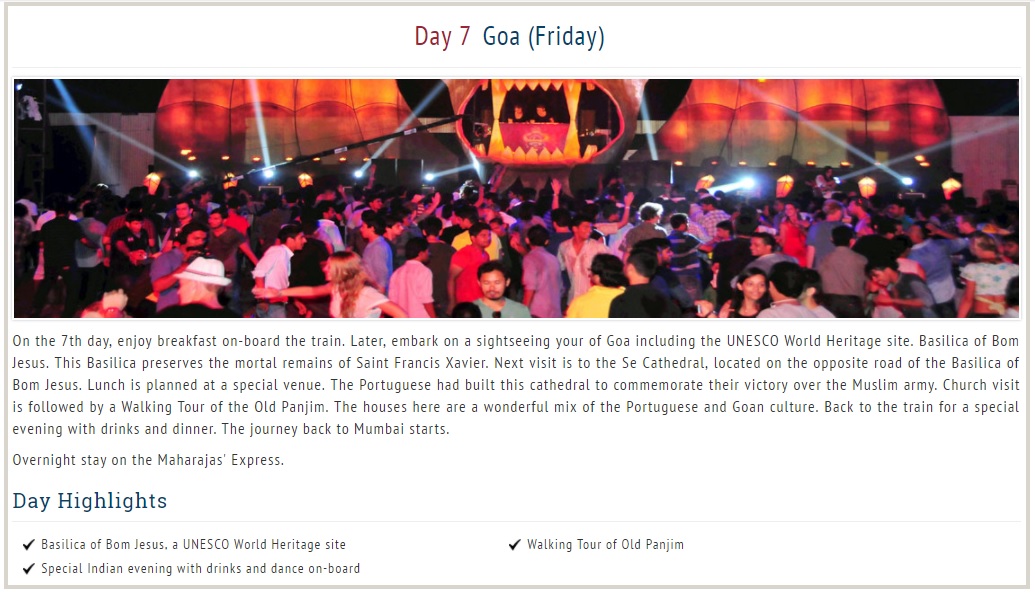 Day 7 Goa (Friday)
On the 7th day, enjoy breakfast on-board the train. Later, embark on a sightseeing your of Goa including the UNESCO World Heritage site. Basilica of Bom
Jesus. This Basilica preserves the mortal remains of Saint Francis Xavier. Next visit is to the Se Cathedral, located on the opposite road of the Basilica of
Bom Jesus. Lunch is planned at a special venue. The Portuguese had built this cathedral to commemorate their victory over the Muslim army. Church visit
is followed by a Walking Tour of the Old Panjim. The houses here are a wonderful mix of the Portuguese and Goan culture. Back to the train for a special
evening with drinks and dinner. The journey back to Mumbai starts.
Overnight stay on the Maharajas' Express.
Day Highlights
Basilica of Bom Jesus, a UNESCO World Heritage site
Walking Tour of Old Panjim
Special Indian evening with drinks and dance on-board